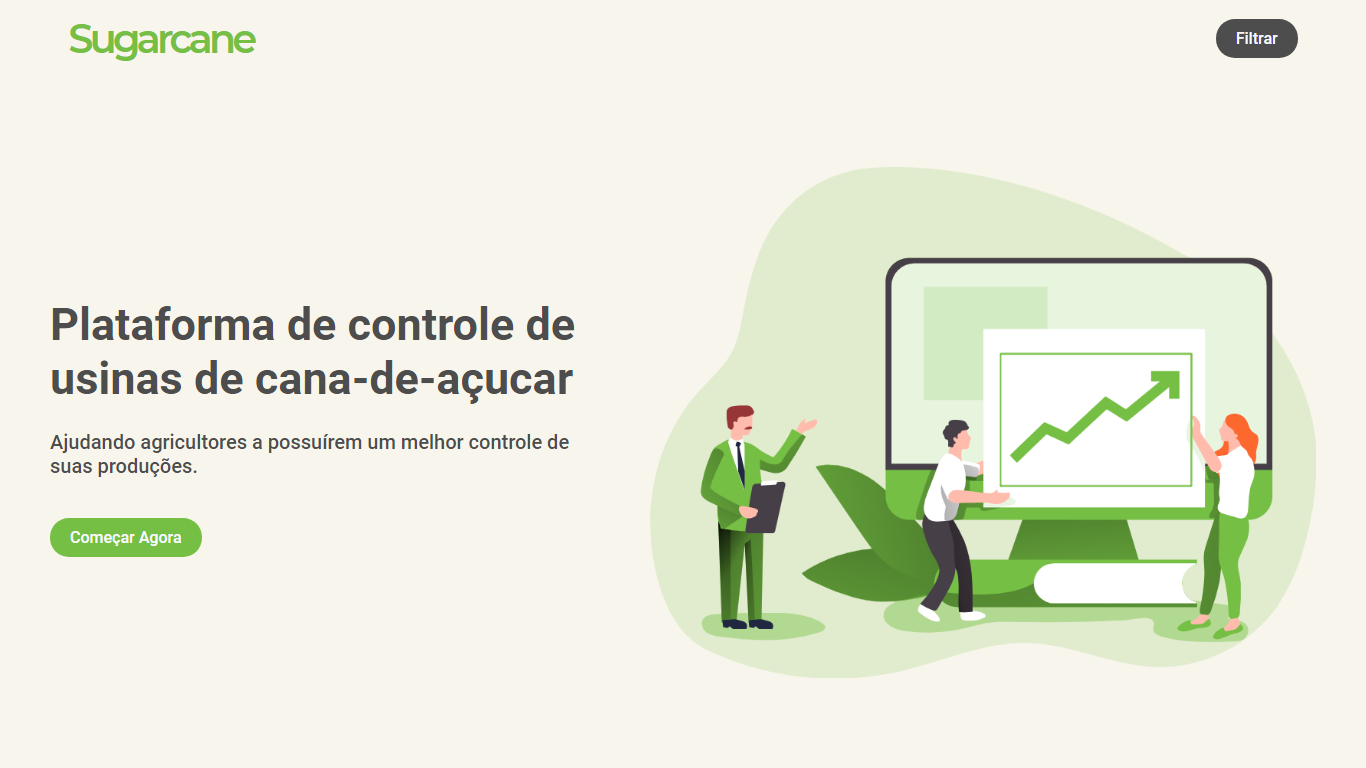 Sugarcane
Filtrar
Plataforma de controle de
usinas de cana-de-açucar
Ajudando agricultores a possuírem um melhor controle de
suas produções.
Começar Agora